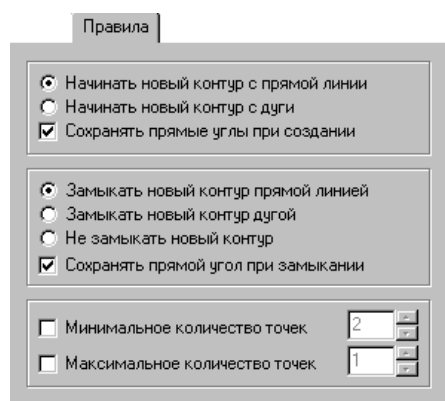 Правила
Начинать новый контур с прямой линии
Начинать новый контур с дуги
Сохранять прямые углы при создании
Замыкать новый контур прямой линией
Замыкать новый контур дугой
Не замыкать новый контур
Сохранять прямой угол при замыкании
Минимальное количество точек 2
Максимальное количество точек 1